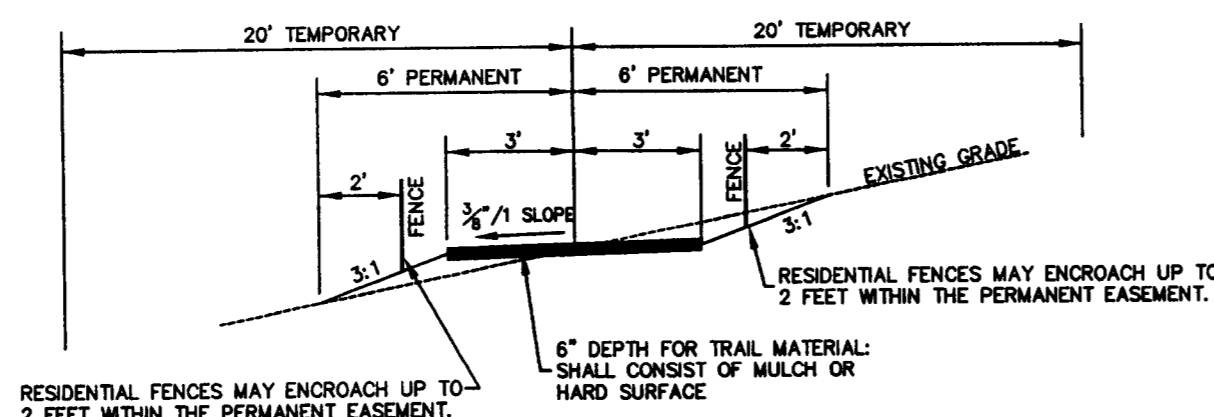 20' TEMPORARY
20' TEMPORARY
6' PERMANENT
6' PERMANENT
3'
3'
2'
2'
FENCE
FENCE
EXISTING GRADE
3/8"/1 SLOPE
3:1
3:1
RESIDENTIAL FENCES MAY ENCROACH UP TO
2 FEET WITHIN THE PERMANENT EASEMENT.
6" DEPTH FOR TRAIL MATERIAL:
SHALL CONSIST OF MULCH OR
HARD SURFACE
RESIDENTIAL FENCES MAY ENCROACH UP TO
2 FEET WITHIN THE PERMANENT EASEMENT.